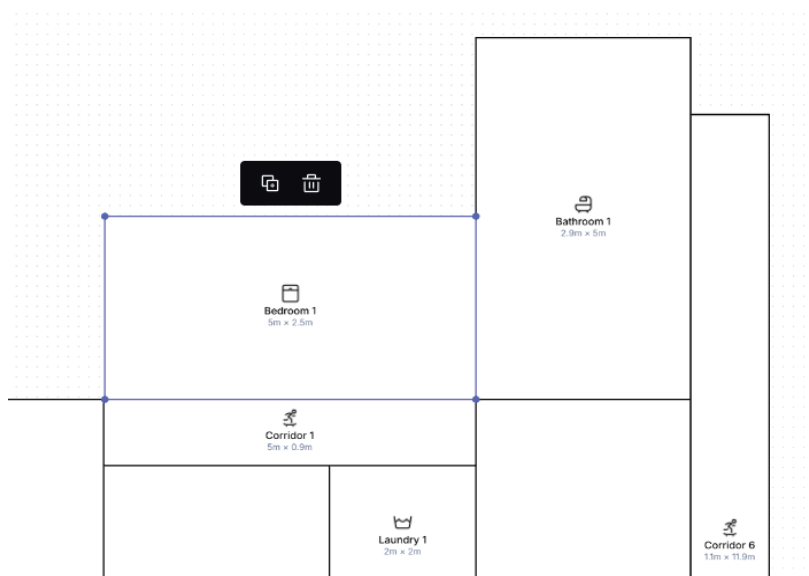 Bathroom 1
2.9m × 5m
Bedroom 1
5m × 2.5m
Corridor 1
5m × 0.9m
Laundry 1
2m × 2m
Corridor 6
1.1m × 11.9m